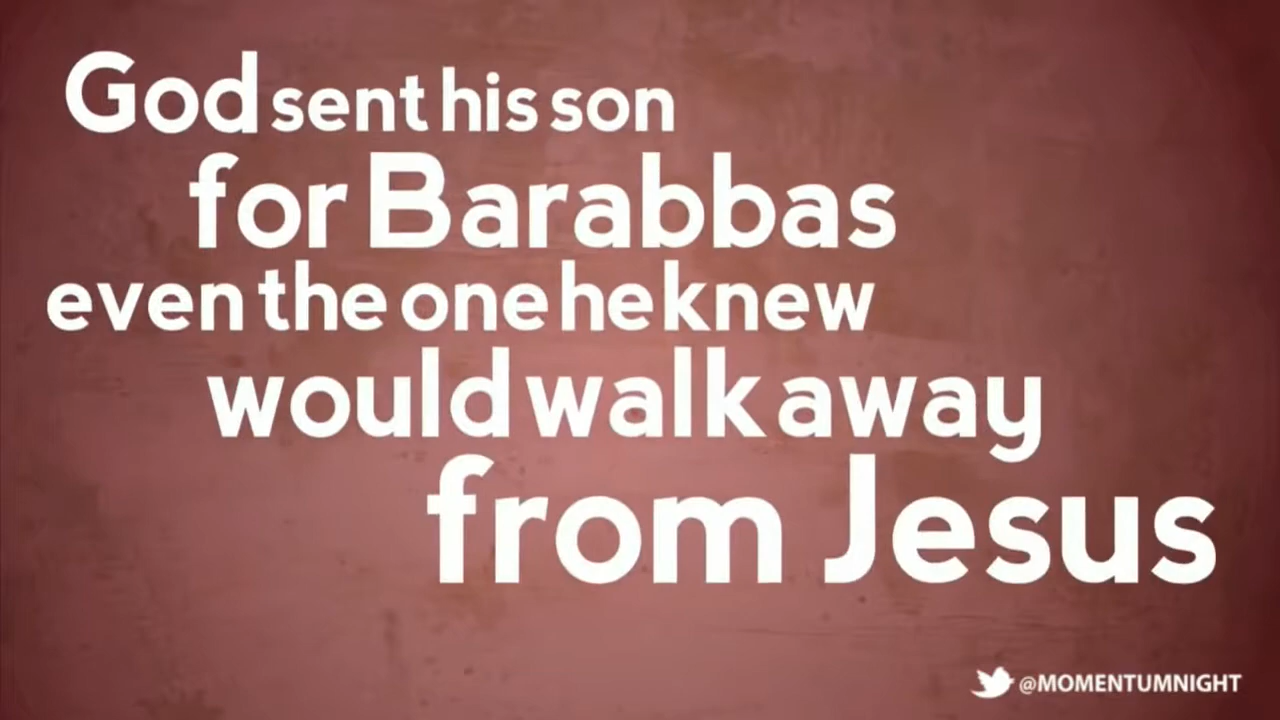 God sent his son
for Barabbas
even the one he knew
would walk away
from Jesus
@MOMENTUMNIGHT